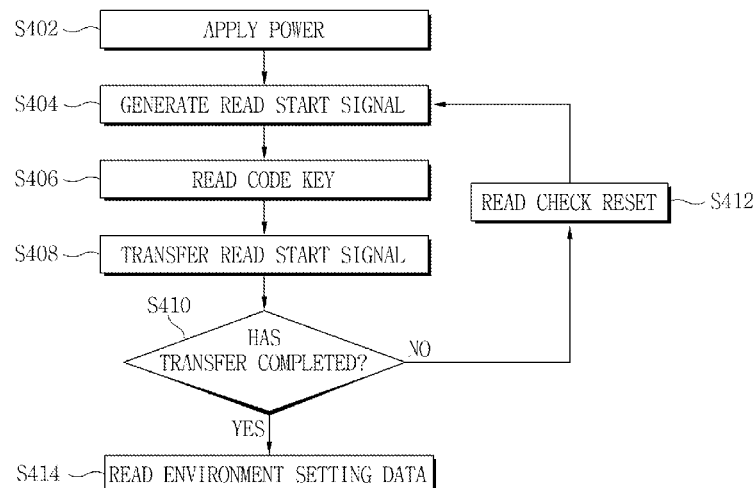 S402
APPLY POWER
S404
GENERATE READ START SIGNAL
S406
READ CODE KEY
READ CHECK RESET
S412
S408
TRANSFER READ START SIGNAL
S410
HAS
TRANSFER COMPLETED?
NO
YES
S414
READ ENVIRONMENT SETTING DATA